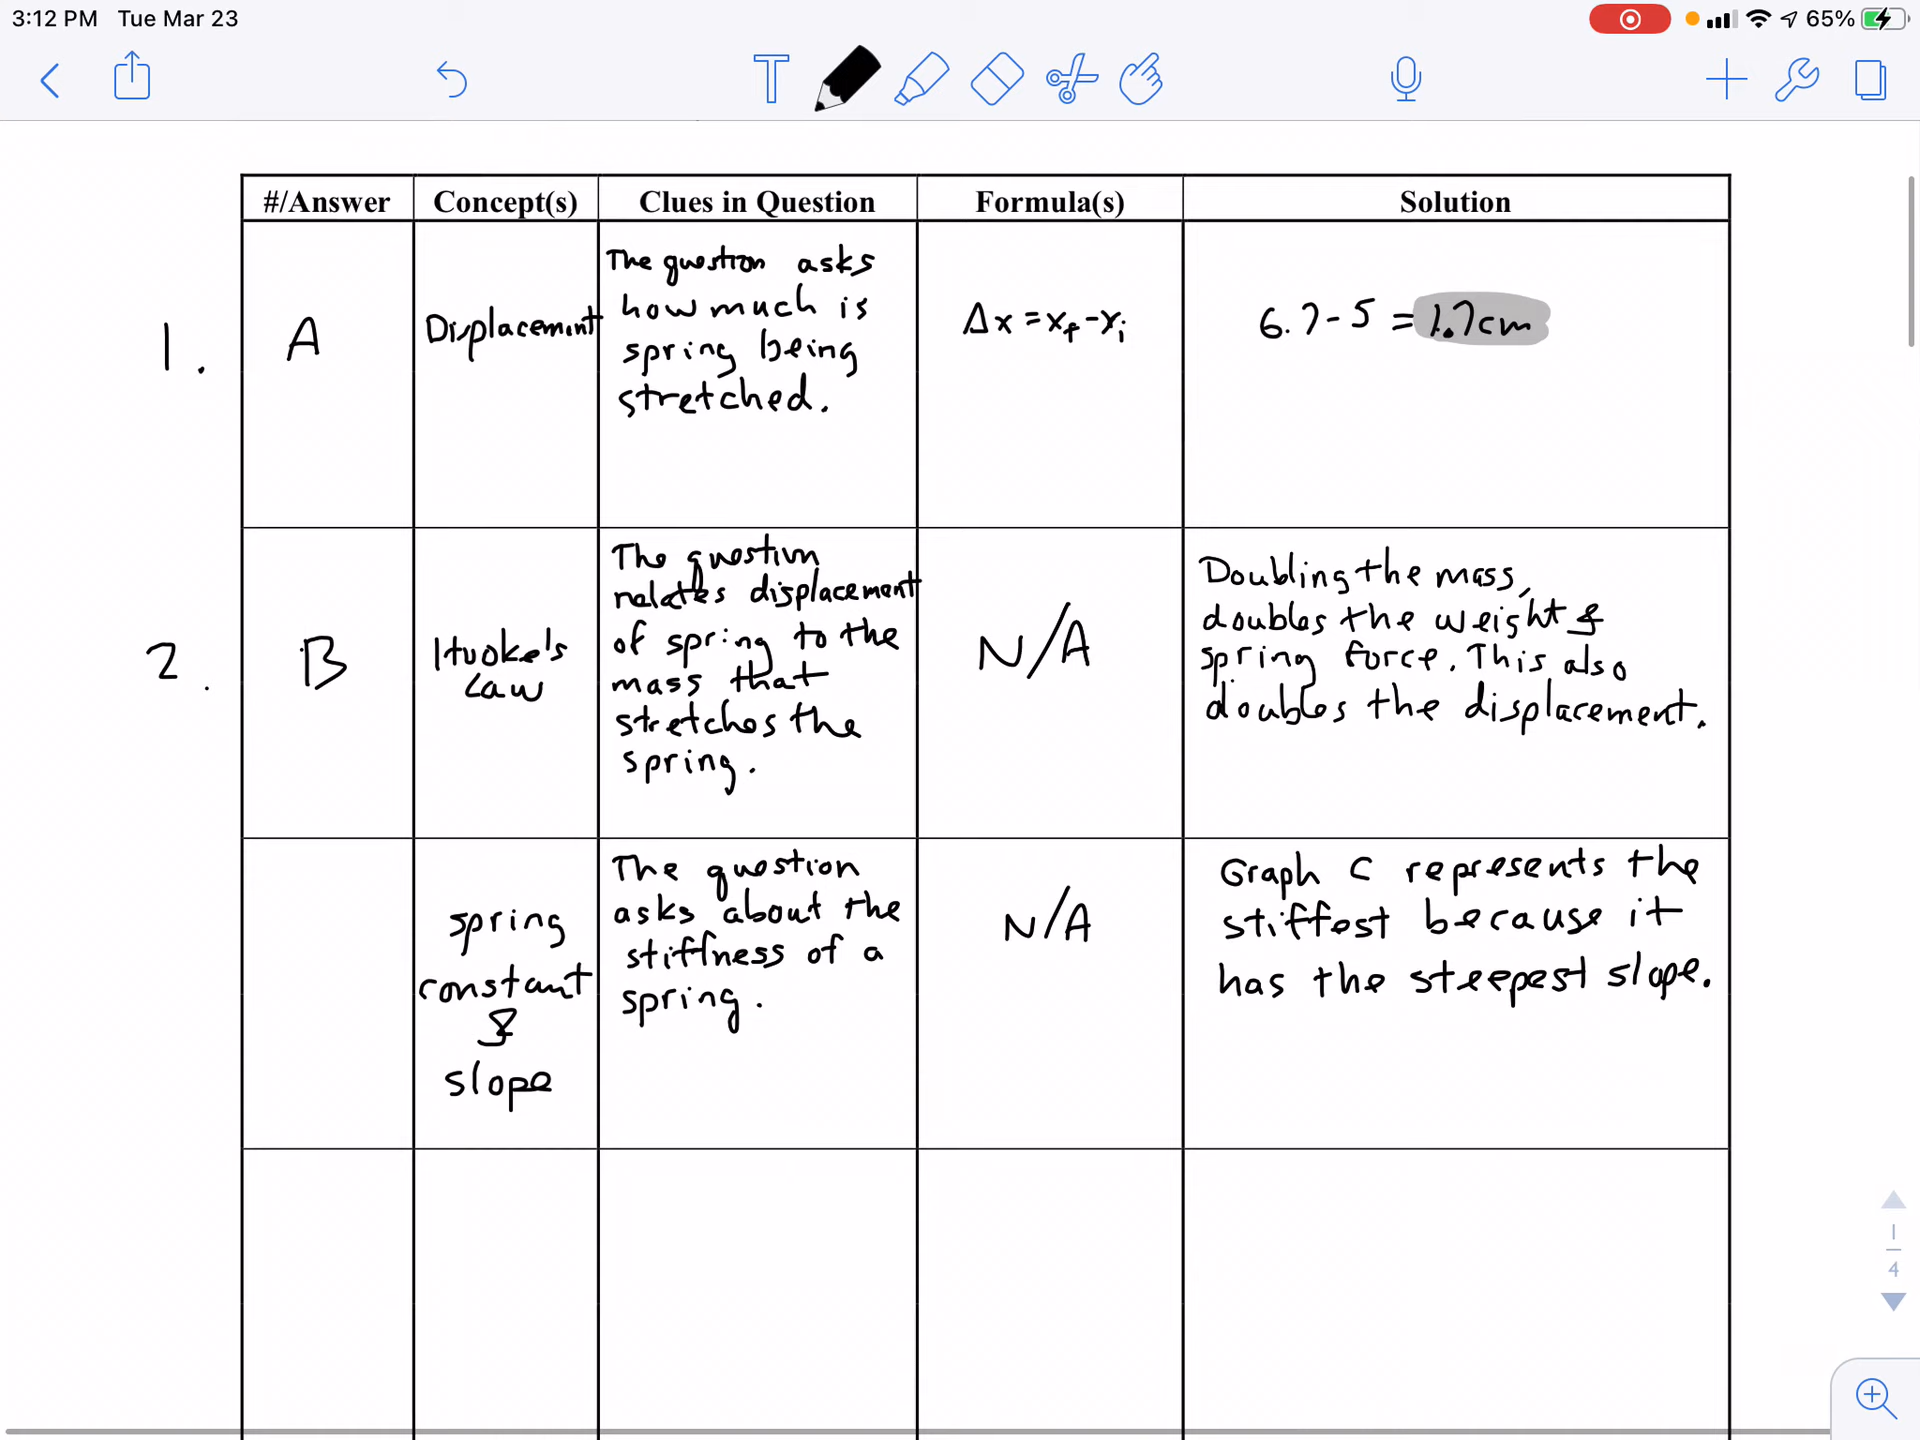 3:12 PM Tue Mar 23
65%
#/Answer Concept(s) Clues in Question Formula(s) Solution
1. A
Displacement
The question asks
how much is
spring being
stretched.
Δx = xf - xi
6.7 - 5 = 1.7cm
2. B
Hooke's
Law
The question
relates displacement
of spring to the
mass that
stretches the
spring.
N/A
Doubling the mass,
doubles the weight &
spring force. This also
doubles the displacement.
spring
constant
&
slope
The question
asks about the
stiffness of a
spring.
N/A
Graph C represents the
stiffest because it
has the steepest slope.
1
4